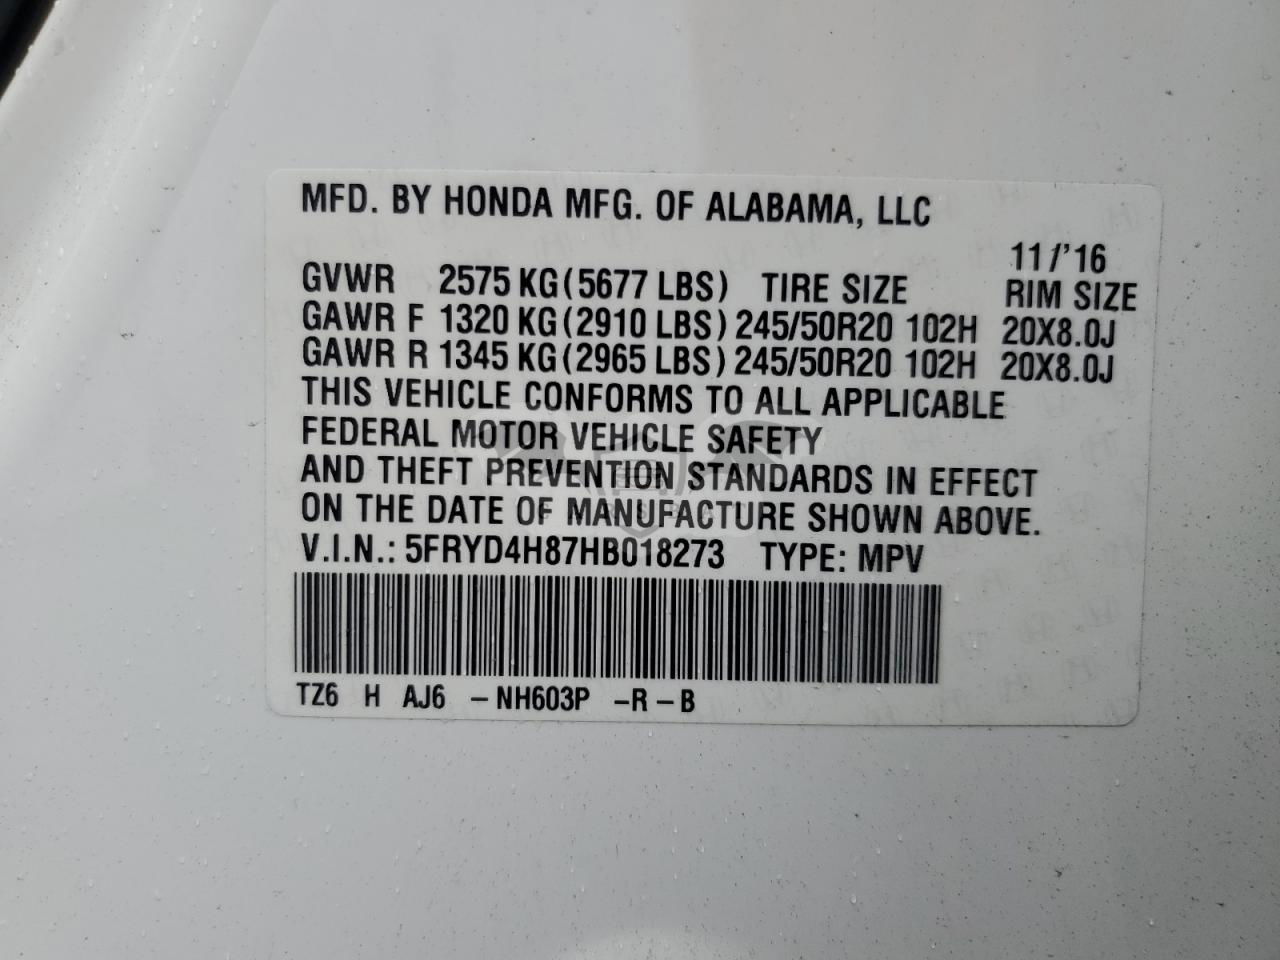 MFD. BY HONDA MFG. OF ALABAMA, LLC
11/'16
GVWR 2575 KG(5677 LBS) TIRE SIZE RIM SIZE
GAWR F 1320 KG(2910 LBS) 245/50R20 102H 20X8.0J
GAWR R 1345 KG(2965 LBS) 245/50R20 102H 20X8.0J
THIS VEHICLE CONFORMS TO ALL APPLICABLE
FEDERAL MOTOR VEHICLE SAFETY
AND THEFT PREVENTION STANDARDS IN EFFECT
ON THE DATE OF MANUFACTURE SHOWN ABOVE.
V.I.N.: 5FRYD4H87HB018273 TYPE: MPV
TZ6 H AJ6 -NH603P -R-B